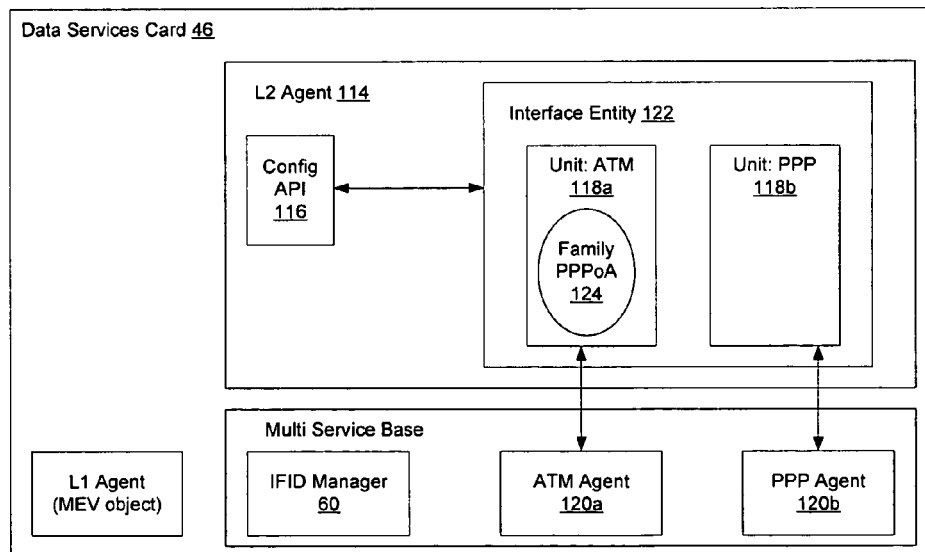 Data Services Card 46
L2 Agent 114
Interface Entity 122
Config
API
116
Unit: ATM
118a
Unit: PPP
118b
Family
PPPoA
124
Multi Service Base
L1 Agent
(MEV object)
IFID Manager
60
ATM Agent
120a
PPP Agent
120b